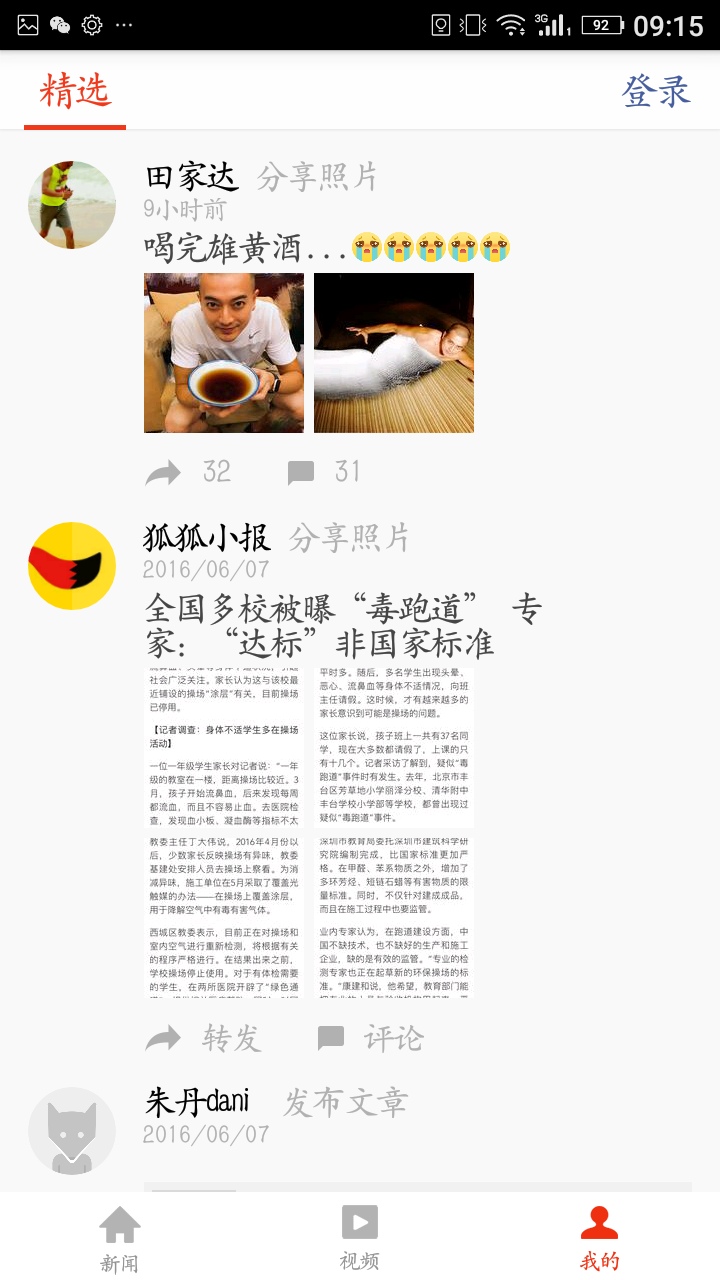 3G 1 92 09:15
精选 登录
田家达 分享照片
9小时前
喝完雄黄酒...😭😭😭😭😭
32 31
狐狐小报 分享照片
2016/06/07
全国多校被曝“毒跑道” 专
家：“达标”非国家标准
社会广泛关注。家长认为这与该校最
近铺设的操场“涂层”有关，目前操场
已停用。
【记者调查：身体不适学生多在操场
活动】
一位一年级学生家长对记者说：“一年
级的教室在一楼，距离操场比较近。3
月，孩子开始流鼻血，后来发现每周
都流血，而且不容易止血。去医院检
查，发现血小板、凝血酶等指标不太
平时多。随后，多名学生出现头晕、
恶心、流鼻血等身体不适情况，向班
主任请假。这时候，才有越来越多的
家长意识到可能是操场的问题。
这位家长说，孩子班上一共有37名同
学，现在大多数都请假了，上课的只
有十几个。记者采访了解到，疑似“毒
跑道”事件时有发生。去年，北京市丰
台区芳草地小学丽泽分校、清华附中
丰台学校小学部等学校，都曾出现过
疑似“毒跑道”事件。
教委主任丁大伟说，2016年4月份以
后，少数家长反映操场有异味，教委
基建处安排人员去操场上察看。为消
减异味，施工单位在5月采取了覆盖光
触媒的办法——在操场上覆盖涂层，
用于降解空气中有毒有害气体。
西城区教委表示，目前正在对操场和
室内空气进行重新检测，将根据有关
的程序严格进行。在结果出来之前，
学校操场停止使用。对于有体检需要
的学生，在两所医院开辟了“绿色通
深圳市教育局委托深圳市建筑科学研
究院编制完成，比国家标准更加严
格。在甲醛、苯系物质之外，增加了
多环芳烃、短链石蜡等有害物质的限
量标准。同时，不仅针对建成成品，
而且在施工过程中也要监管。
业内专家认为，在跑道建设方面，中
国不缺技术，也不缺好的生产和施工
企业，缺的是有效的监管。“专业的检
测专家也正在起草新的环保操场的标
准。”康建和说，他希望，教育部门能
转发 评论
朱丹dani 发布文章
2016/06/07
新闻 视频 我的